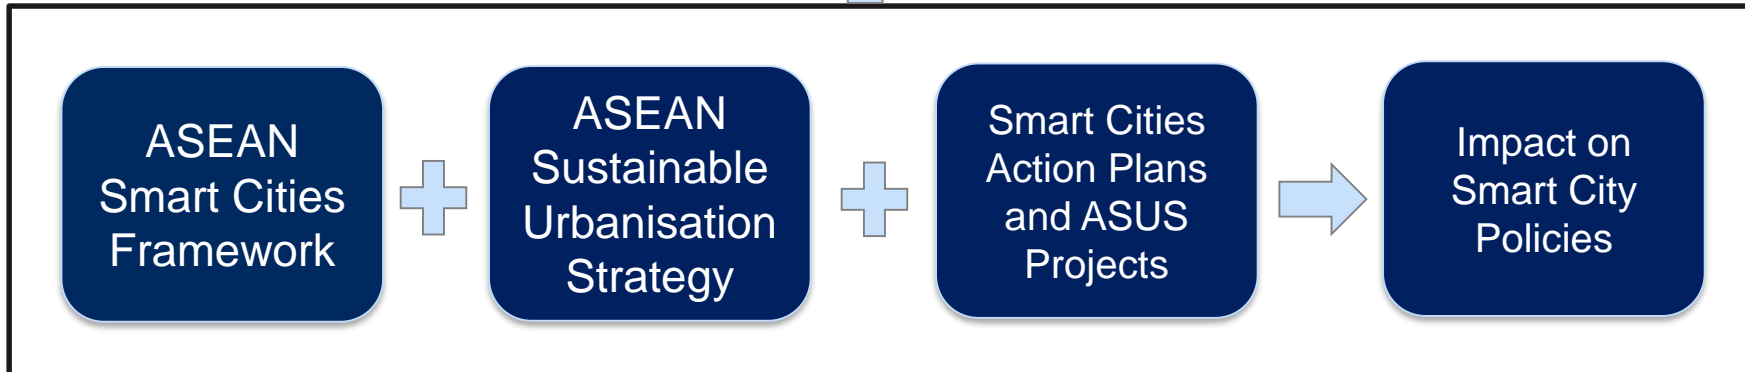 ASEAN
Smart Cities
Framework
ASEAN
Sustainable
Urbanisation
Strategy
Smart Cities
Action Plans
and ASUS
Projects
Impact on
Smart City
Policies